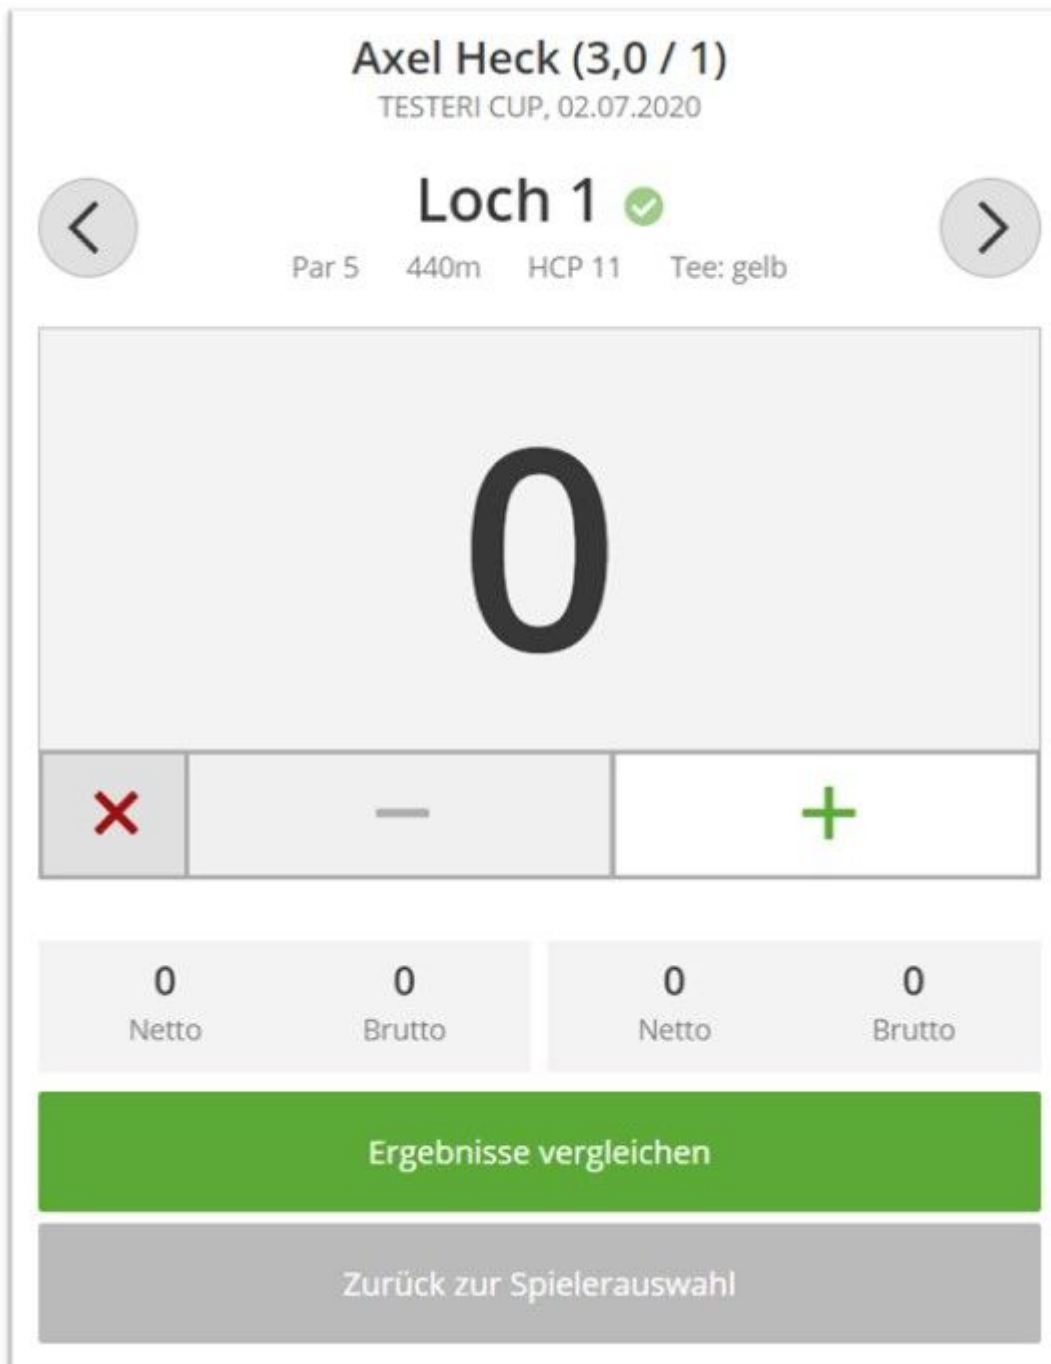 Axel Heck (3,0 / 1)
TESTERI CUP, 02.07.2020
Loch 1
Par 5 440m HCP 11 Tee: gelb
0
0 0 0 0
Netto Brutto Netto Brutto
Ergebnisse vergleichen
Zurück zur Spielerauswahl